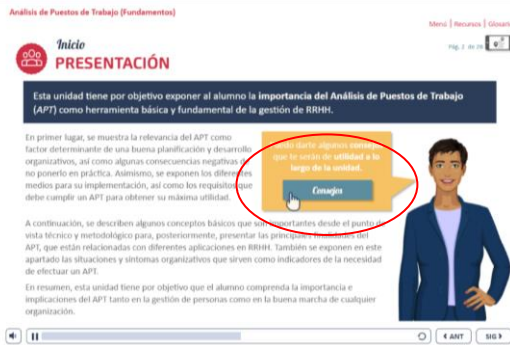 Análisis de Puestos de Trabajo (Fundamentos)
Menú | Recursos | Glosario
Pág. 2 de 28
Inicio
PRESENTACIÓN
Esta unidad tiene por objetivo exponer al alumno la importancia del Análisis de Puestos de Trabajo
(APT) como herramienta básica y fundamental de la gestión de RRHH.
En primer lugar, se muestra la relevancia del APT como
factor determinante de una buena planificación y desarrollo
organizativos, así como algunas consecuencias negativas de
no ponerlo en práctica. Asimismo, se exponen los diferentes
medios para su implementación, así como los requisitos que
debe cumplir un APT para obtener su máxima utilidad.
darte algunos consejos
que te serán de utilidad a lo
largo de la unidad.
Consejos
A continuación, se describen algunos conceptos básicos que son importantes desde el punto de
vista técnico y metodológico para, posteriormente, presentar las principales finalidades del
APT, que están relacionadas con diferentes aplicaciones en RRHH. También se exponen en este
apartado las situaciones y síntomas organizativos que sirven como indicadores de la necesidad
de efectuar un APT.
En resumen, esta unidad tiene por objetivo que el alumno comprenda la importancia e
implicaciones del APT tanto en la gestión de personas como en la buena marcha de cualquier
organización.
ANT
SIG